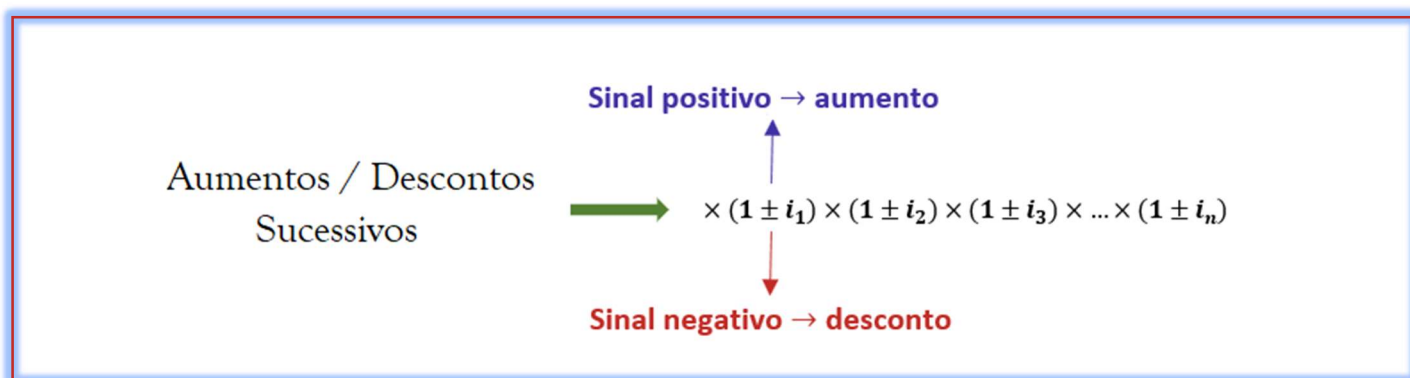 Sinal positivo → aumento
Aumentos / Descontos
Sucessivos
× (1 ± i₁) × (1 ± i₂) × (1 ± i₃) × ... × (1 ± iₙ)
Sinal negativo → desconto